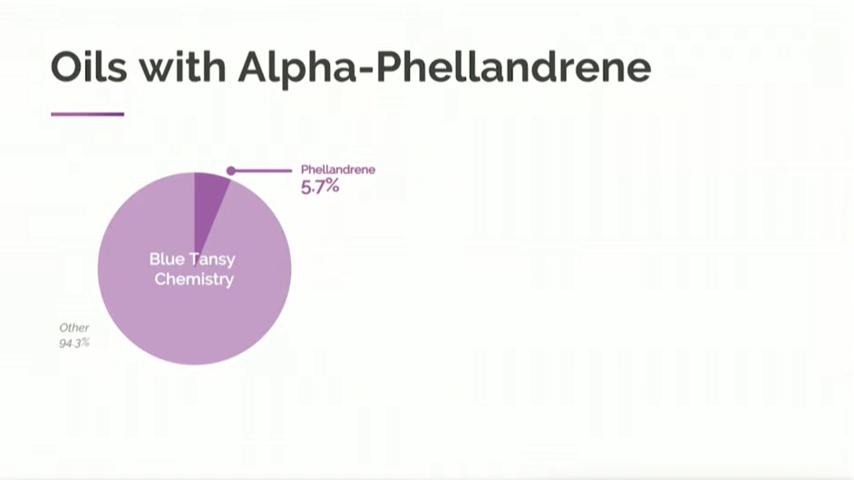 Oils with Alpha-Phellandrene
Phellandrene
5.7%
Blue Tansy
Chemistry
Other
94.3%